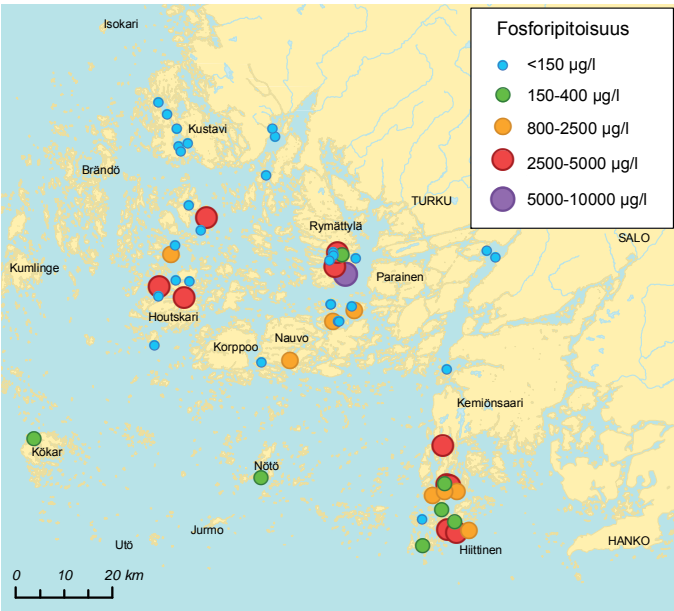 Isokari
Fosforipitoisuus
<150 µg/l
150-400 µg/l
800-2500 µg/l
2500-5000 µg/l
5000-10000 µg/l
Kustavi
Brändö
TURKU
Rymättylä
SALO
Kumlinge
Parainen
Houtskari
Nauvo
Korppoo
Kemiönsaari
Kökar
Nötö
Jurmo
Utö
Hiittinen
HANKO
0 10 20 km